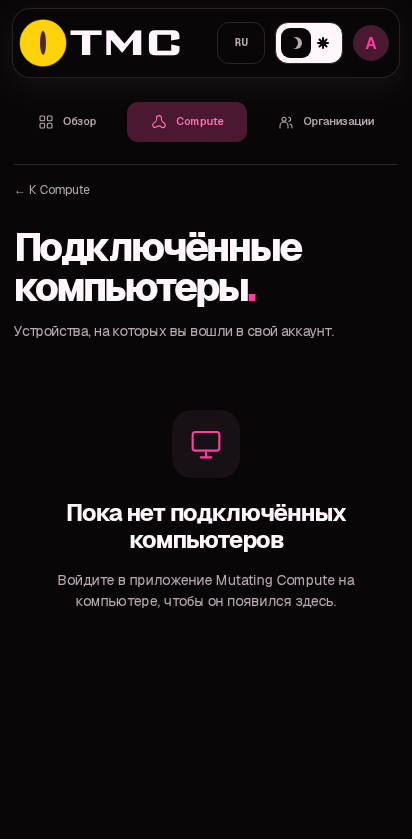 TMC
RU
A
Обзор
Compute
Организации
← К Compute
Подключённые
компьютеры.
Устройства, на которых вы вошли в свой аккаунт.
Пока нет подключённых
компьютеров
Войдите в приложение Mutating Compute на
компьютере, чтобы он появился здесь.